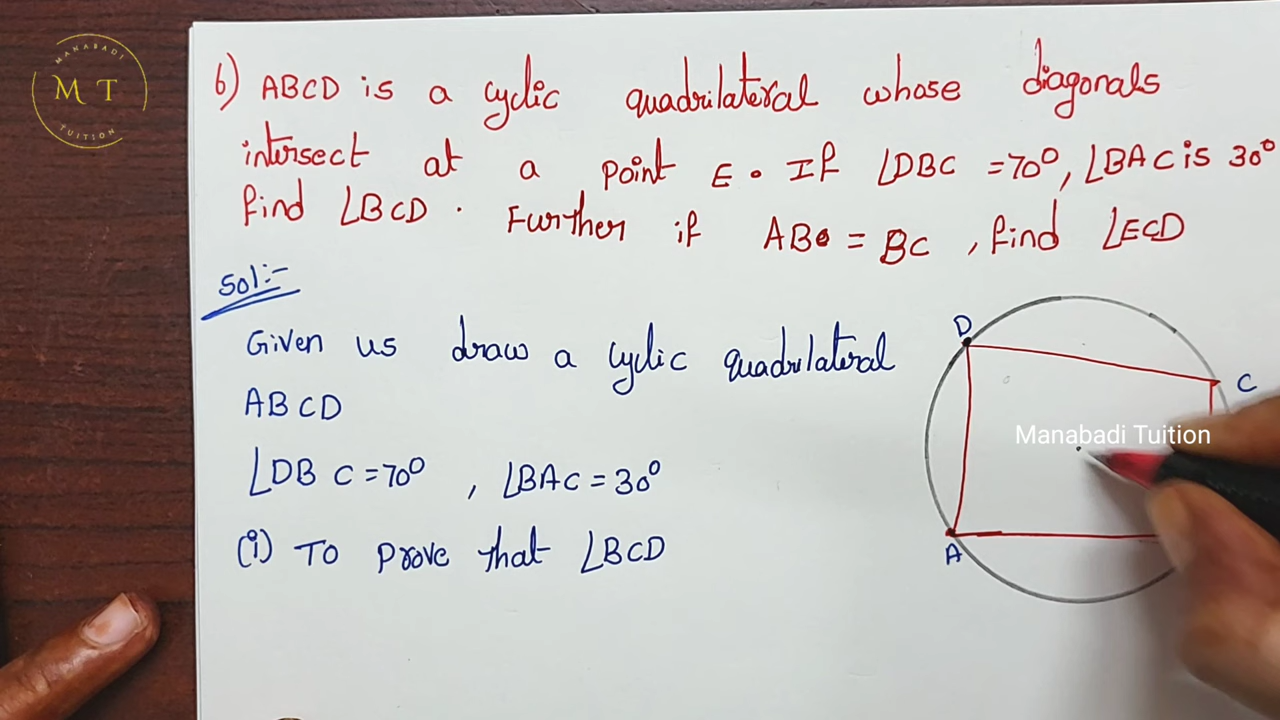 MANABADI
M T
TUITION
6) ABCD is a cyclic quadrilateral whose diagonals
intersect at a point E. If ∠DBC = 70°, ∠BAC is 30°
find ∠BCD. Further if AB = BC, find ∠ECD
Sol:-
Given us draw a cyclic quadrilateral
ABCD
∠DBC = 70°, ∠BAC = 30°
(i) To prove that ∠BCD
D
C
Manabadi Tuition
A